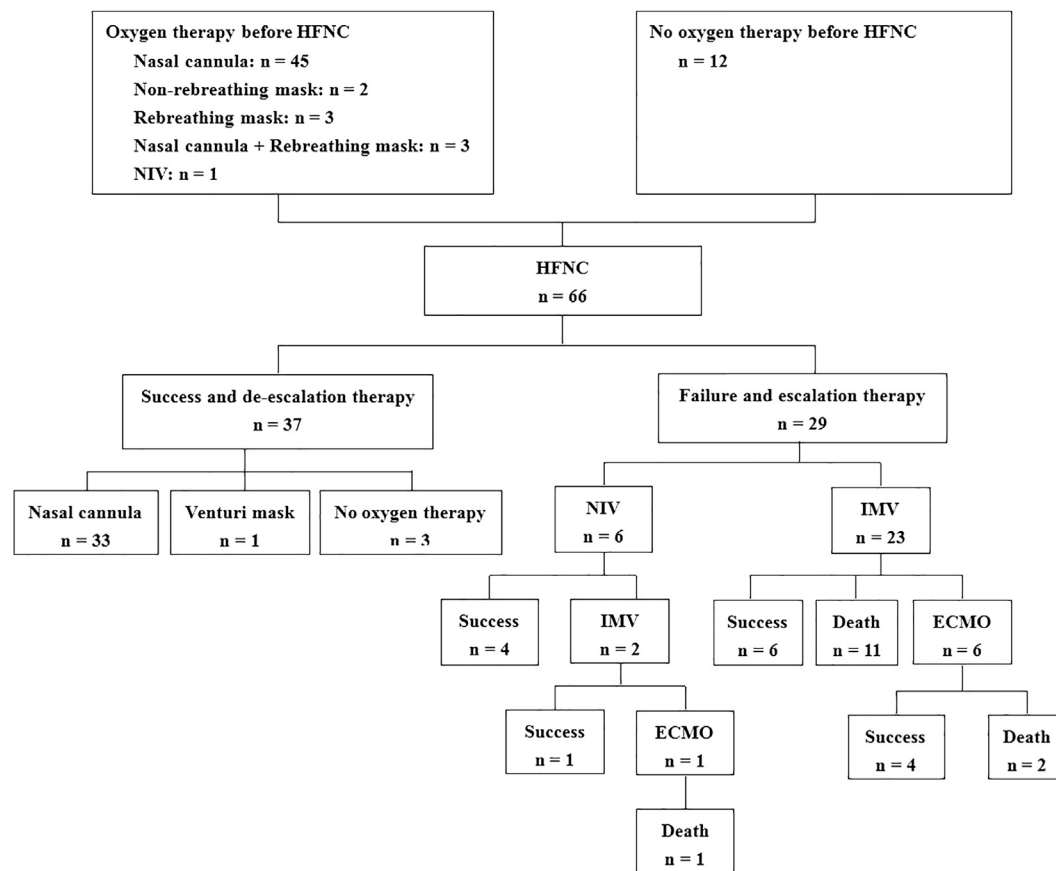 Oxygen therapy before HFNC
Nasal cannula: n = 45
Non-rebreathing mask: n = 2
Rebreathing mask: n = 3
Nasal cannula + Rebreathing mask: n = 3
NIV: n = 1
No oxygen therapy before HFNC
n = 12
HFNC
n = 66
Success and de-escalation therapy
n = 37
Failure and escalation therapy
n = 29
Nasal cannula
n = 33
Venturi mask
n = 1
No oxygen therapy
n = 3
NIV
n = 6
IMV
n = 23
Success
n = 4
IMV
n = 2
Success
n = 6
Death
n = 11
ECMO
n = 6
Success
n = 1
ECMO
n = 1
Success
n = 4
Death
n = 2
Death
n = 1